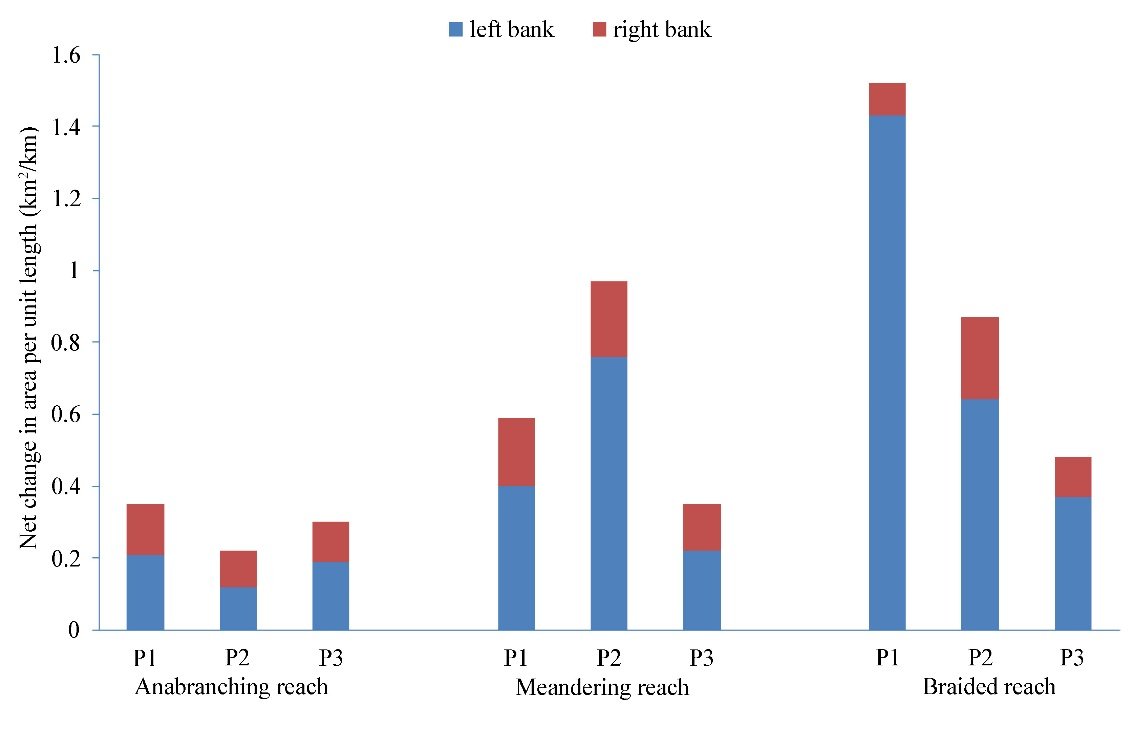 left bank right bank
Net change in area per unit length (km²/km)
1.6
1.4
1.2
1
0.8
0.6
0.4
0.2
0
P1 P2 P3 P1 P2 P3 P1 P2 P3
Anabranching reach Meandering reach Braided reach